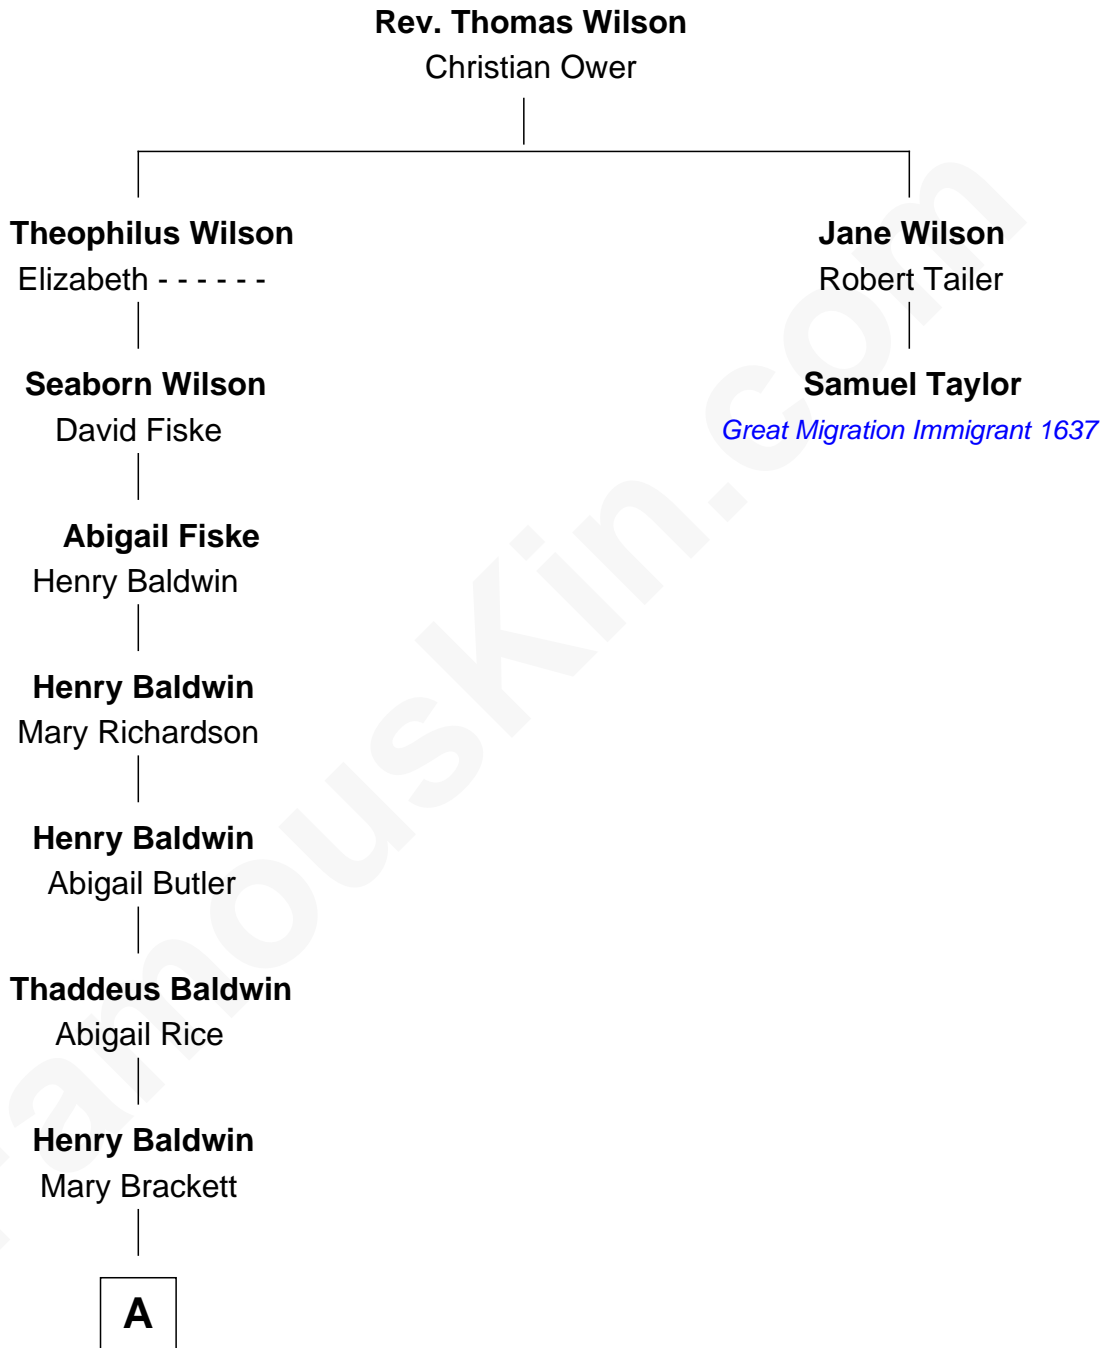 Rev. Thomas Wilson
Christian Ower
Theophilus Wilson
Elizabeth - - - - - -
Jane Wilson
Robert Tailer
Seaborn Wilson
David Fiske
Samuel Taylor
Great Migration Immigrant 1637
Abigail Fiske
Henry Baldwin
Henry Baldwin
Mary Richardson
Henry Baldwin
Abigail Butler
Thaddeus Baldwin
Abigail Rice
Henry Baldwin
Mary Brackett
A
FamousKin.com